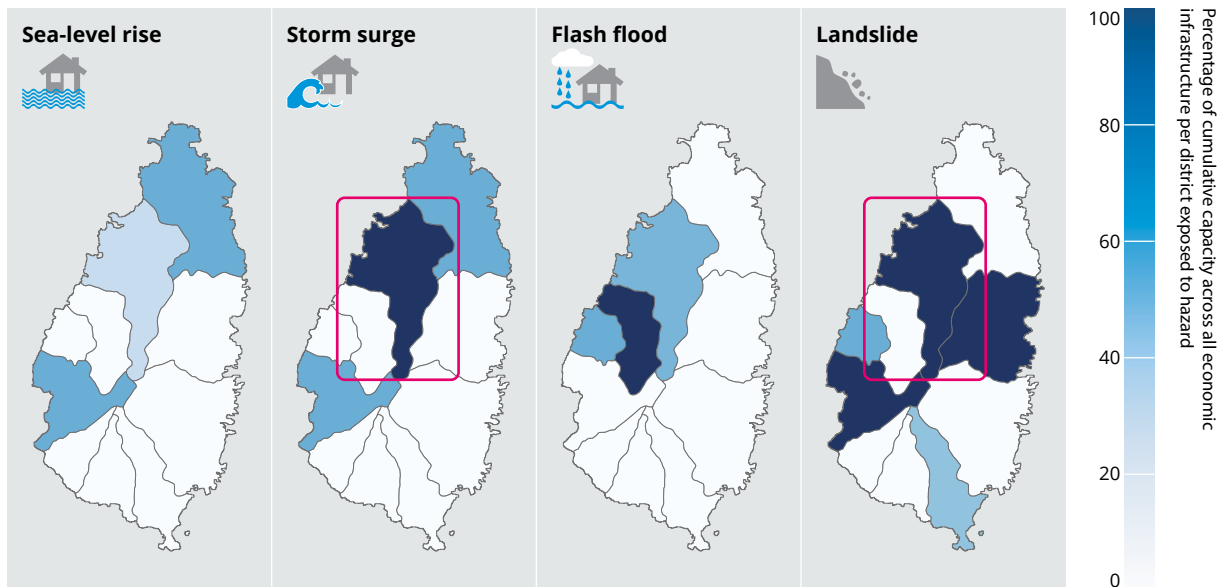 Sea-level rise
Storm surge
Flash flood
Landslide
100
80
60
40
20
0
Percentage of cumulative capacity across all economic
infrastructure per district exposed to hazard